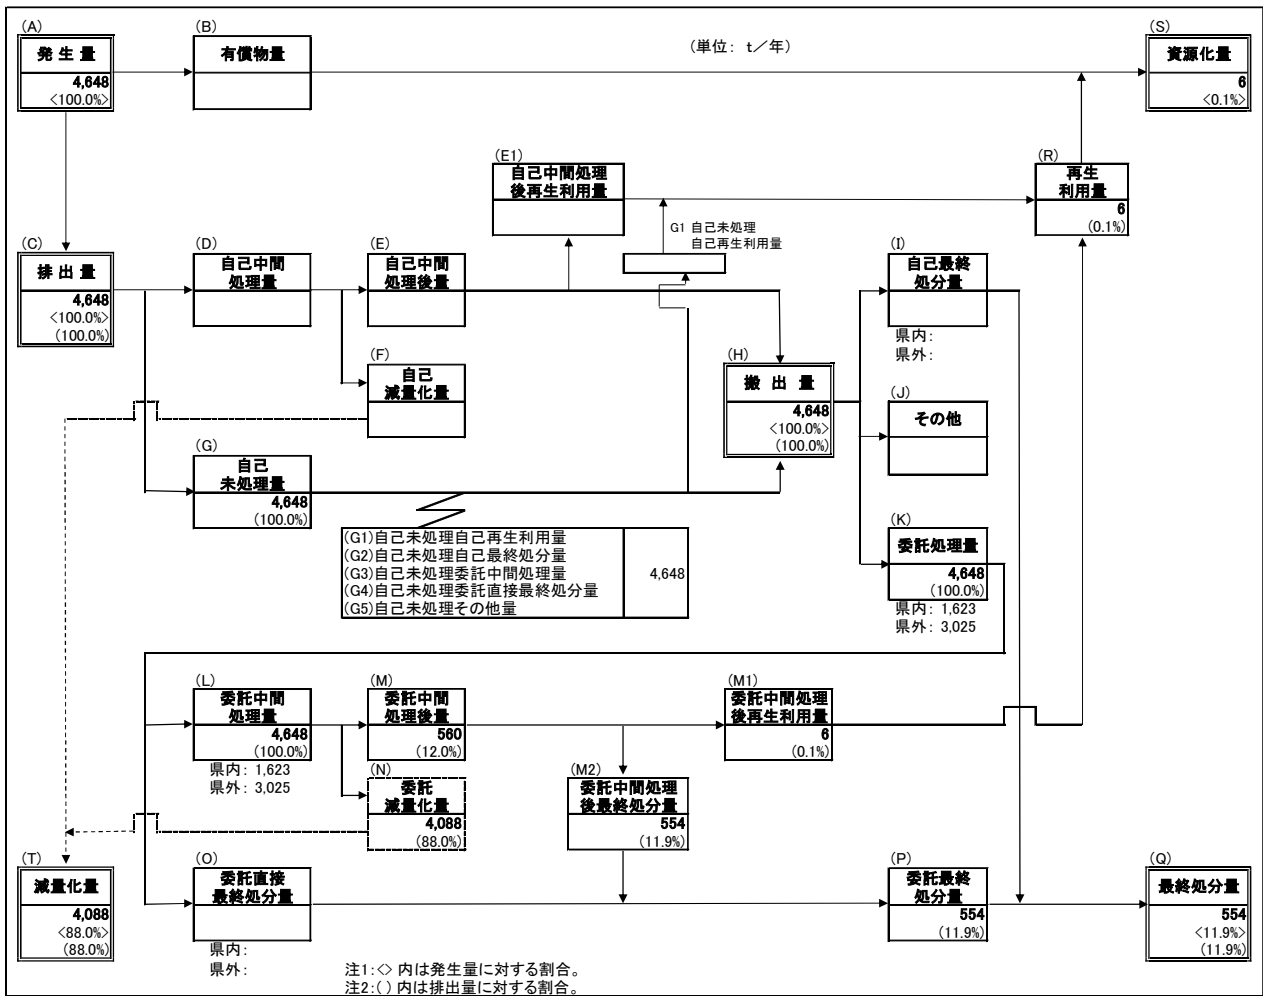 (A)
発 生 量
4,648
<100.0%>
(B)
有償物量
(単位： t／年)
(S)
資源化量
6
<0.1%>
(E1)
自己中間処理
後再生利用量
(R)
再生
利用量
6
(0.1%)
G1 自己未処理
自己再生利用量
(C)
排 出 量
4,648
<100.0%>
(100.0%)
(D)
自己中間
処理量
(E)
自己中間
処理後量
(I)
自己最終
処分量
県内：
県外：
(F)
自己
減量化量
(H)
搬 出 量
4,648
<100.0%>
(100.0%)
(J)
その他
(G)
自己
未処理量
4,648
(100.0%)
(G1)自己未処理自己再生利用量
(G2)自己未処理自己最終処分量
(G3)自己未処理委託中間処理量 4,648
(G4)自己未処理委託直接最終処分量
(G5)自己未処理その他量
(K)
委託処理量
4,648
(100.0%)
県内： 1,623
県外： 3,025
(L)
委託中間
処理量
4,648
(100.0%)
県内： 1,623
県外： 3,025
(M)
委託中間
処理後量
560
(12.0%)
(M1)
委託中間処理
後再生利用量
6
(0.1%)
(N)
委託
減量化量
4,088
(88.0%)
(M2)
委託中間処理
後最終処分量
554
(11.9%)
(T)
減量化量
4,088
<88.0%>
(88.0%)
(O)
委託直接
最終処分量
県内：
県外：
(P)
委託最終
処分量
554
(11.9%)
(Q)
最終処分量
554
<11.9%>
(11.9%)
注1：<> 内は発生量に対する割合。
注2：( ) 内は排出量に対する割合。